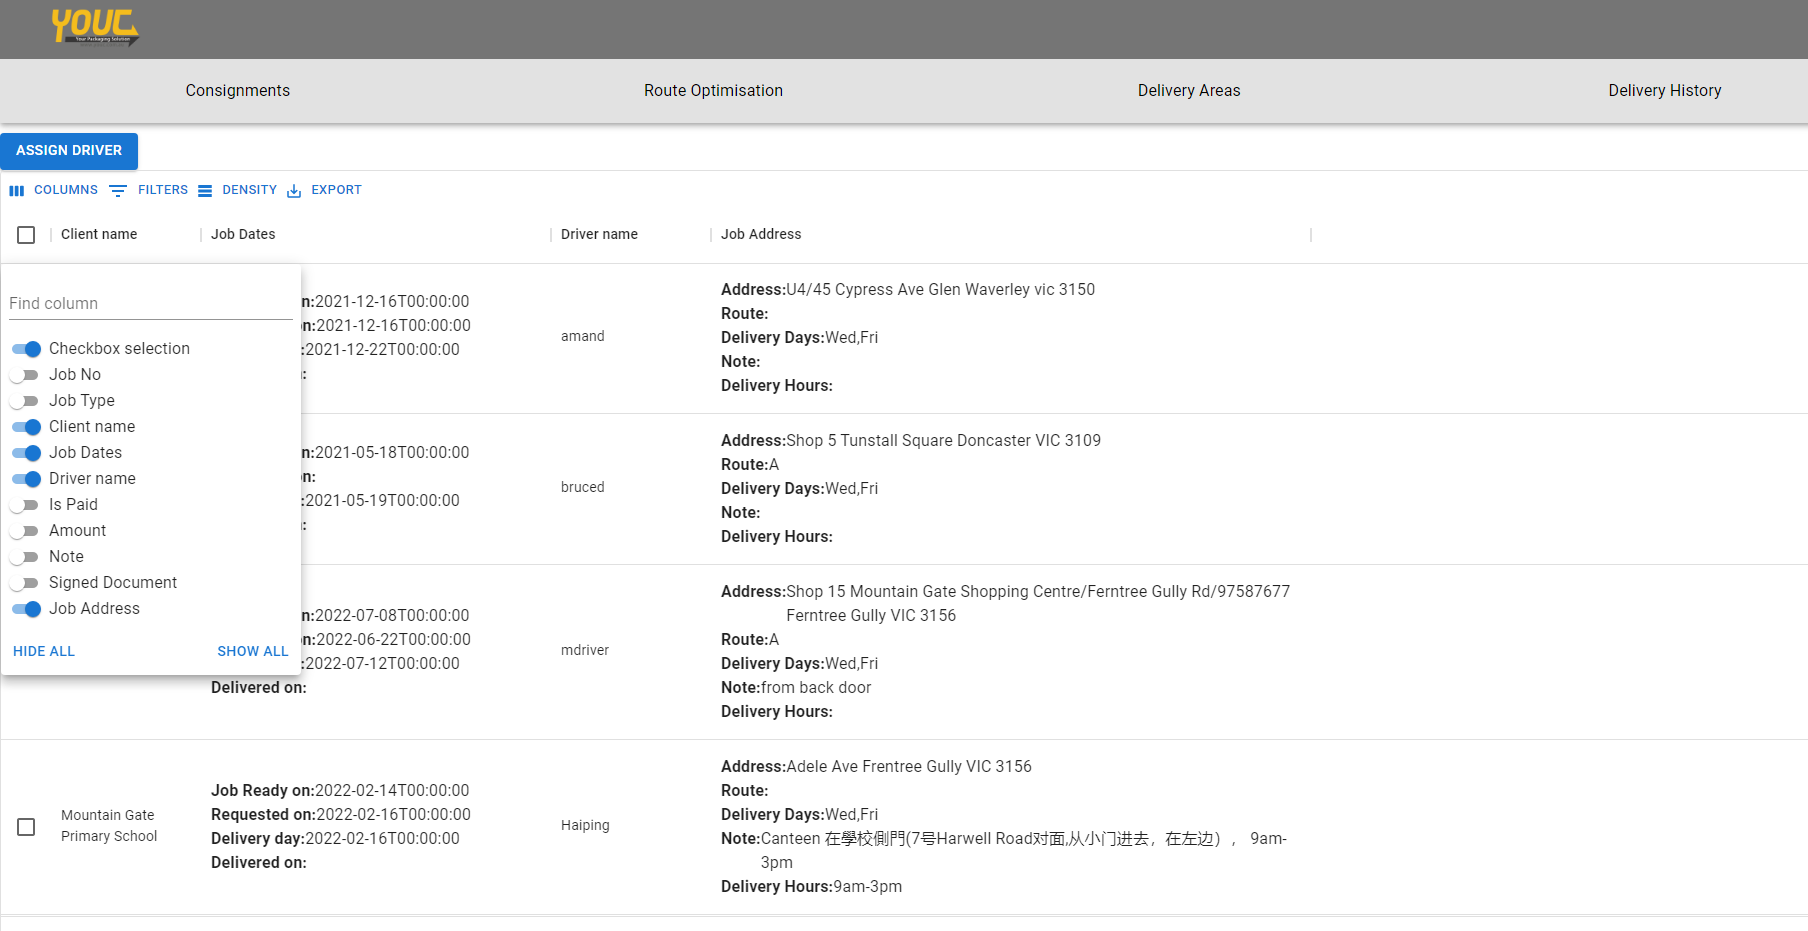 YOUC
Your Packaging Solution
Consignments
Route Optimisation
Delivery Areas
Delivery History
ASSIGN DRIVER
COLUMNS
FILTERS
DENSITY
EXPORT
Client name
Job Dates
Driver name
Job Address
Find column
Checkbox selection
Job No
Job Type
Client name
Job Dates
Driver name
Is Paid
Amount
Note
Signed Document
Job Address
HIDE ALL
SHOW ALL
n:2021-12-16T00:00:00
on:2021-12-16T00:00:00
:2021-12-22T00:00:00
:
amand
Address:U4/45 Cypress Ave Glen Waverley vic 3150
Route:
Delivery Days:Wed,Fri
Note:
Delivery Hours:
n:2021-05-18T00:00:00
on:
:2021-05-19T00:00:00
:
bruced
Address:Shop 5 Tunstall Square Doncaster VIC 3109
Route:A
Delivery Days:Wed,Fri
Note:
Delivery Hours:
n:2022-07-08T00:00:00
on:2022-06-22T00:00:00
:2022-07-12T00:00:00
Delivered on:
mdriver
Address:Shop 15 Mountain Gate Shopping Centre/Ferntree Gully Rd/97587677
Ferntree Gully VIC 3156
Route:A
Delivery Days:Wed,Fri
Note:from back door
Delivery Hours:
Mountain Gate
Primary School
Job Ready on:2022-02-14T00:00:00
Requested on:2022-02-16T00:00:00
Delivery day:2022-02-16T00:00:00
Delivered on:
Haiping
Address:Adele Ave Frentree Gully VIC 3156
Route:
Delivery Days:Wed,Fri
Note:Canteen 在學校側門(7号Harwell Road对面,从小门进去，在左边），9am-
3pm
Delivery Hours:9am-3pm